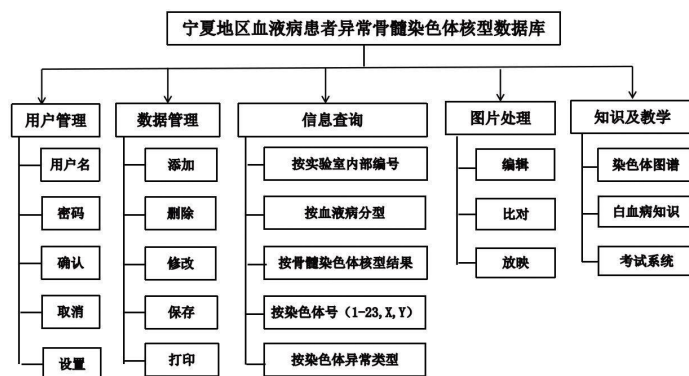 宁夏地区血液病患者异常骨髓染色体核型数据库
用户管理
数据管理
信息查询
图片处理
知识及教学
用户名
添加
按实验室内部编号
编辑
染色体图谱
密码
删除
按血液病分型
比对
白血病知识
确认
修改
按骨髓染色体核型结果
放映
考试系统
取消
保存
按染色体号（1-23,X,Y）
设置
打印
按染色体异常类型